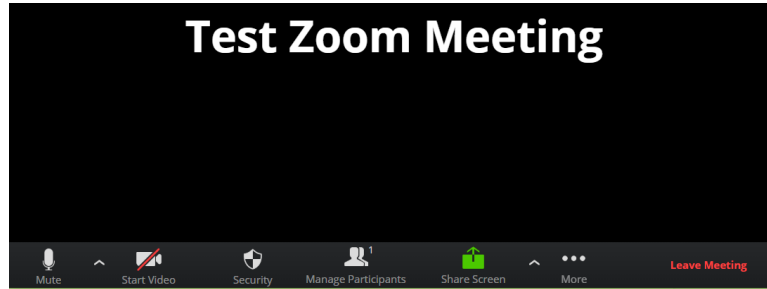 Test Zoom Meeting
1
Mute
Start Video
Security
Manage Participants
Share Screen
More
Leave Meeting